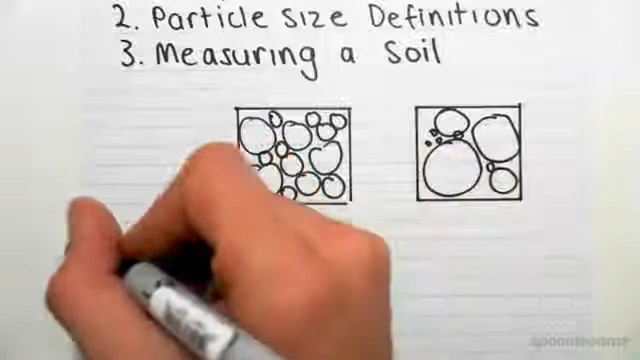 2. Particle Size Definitions
3. Measuring a Soil